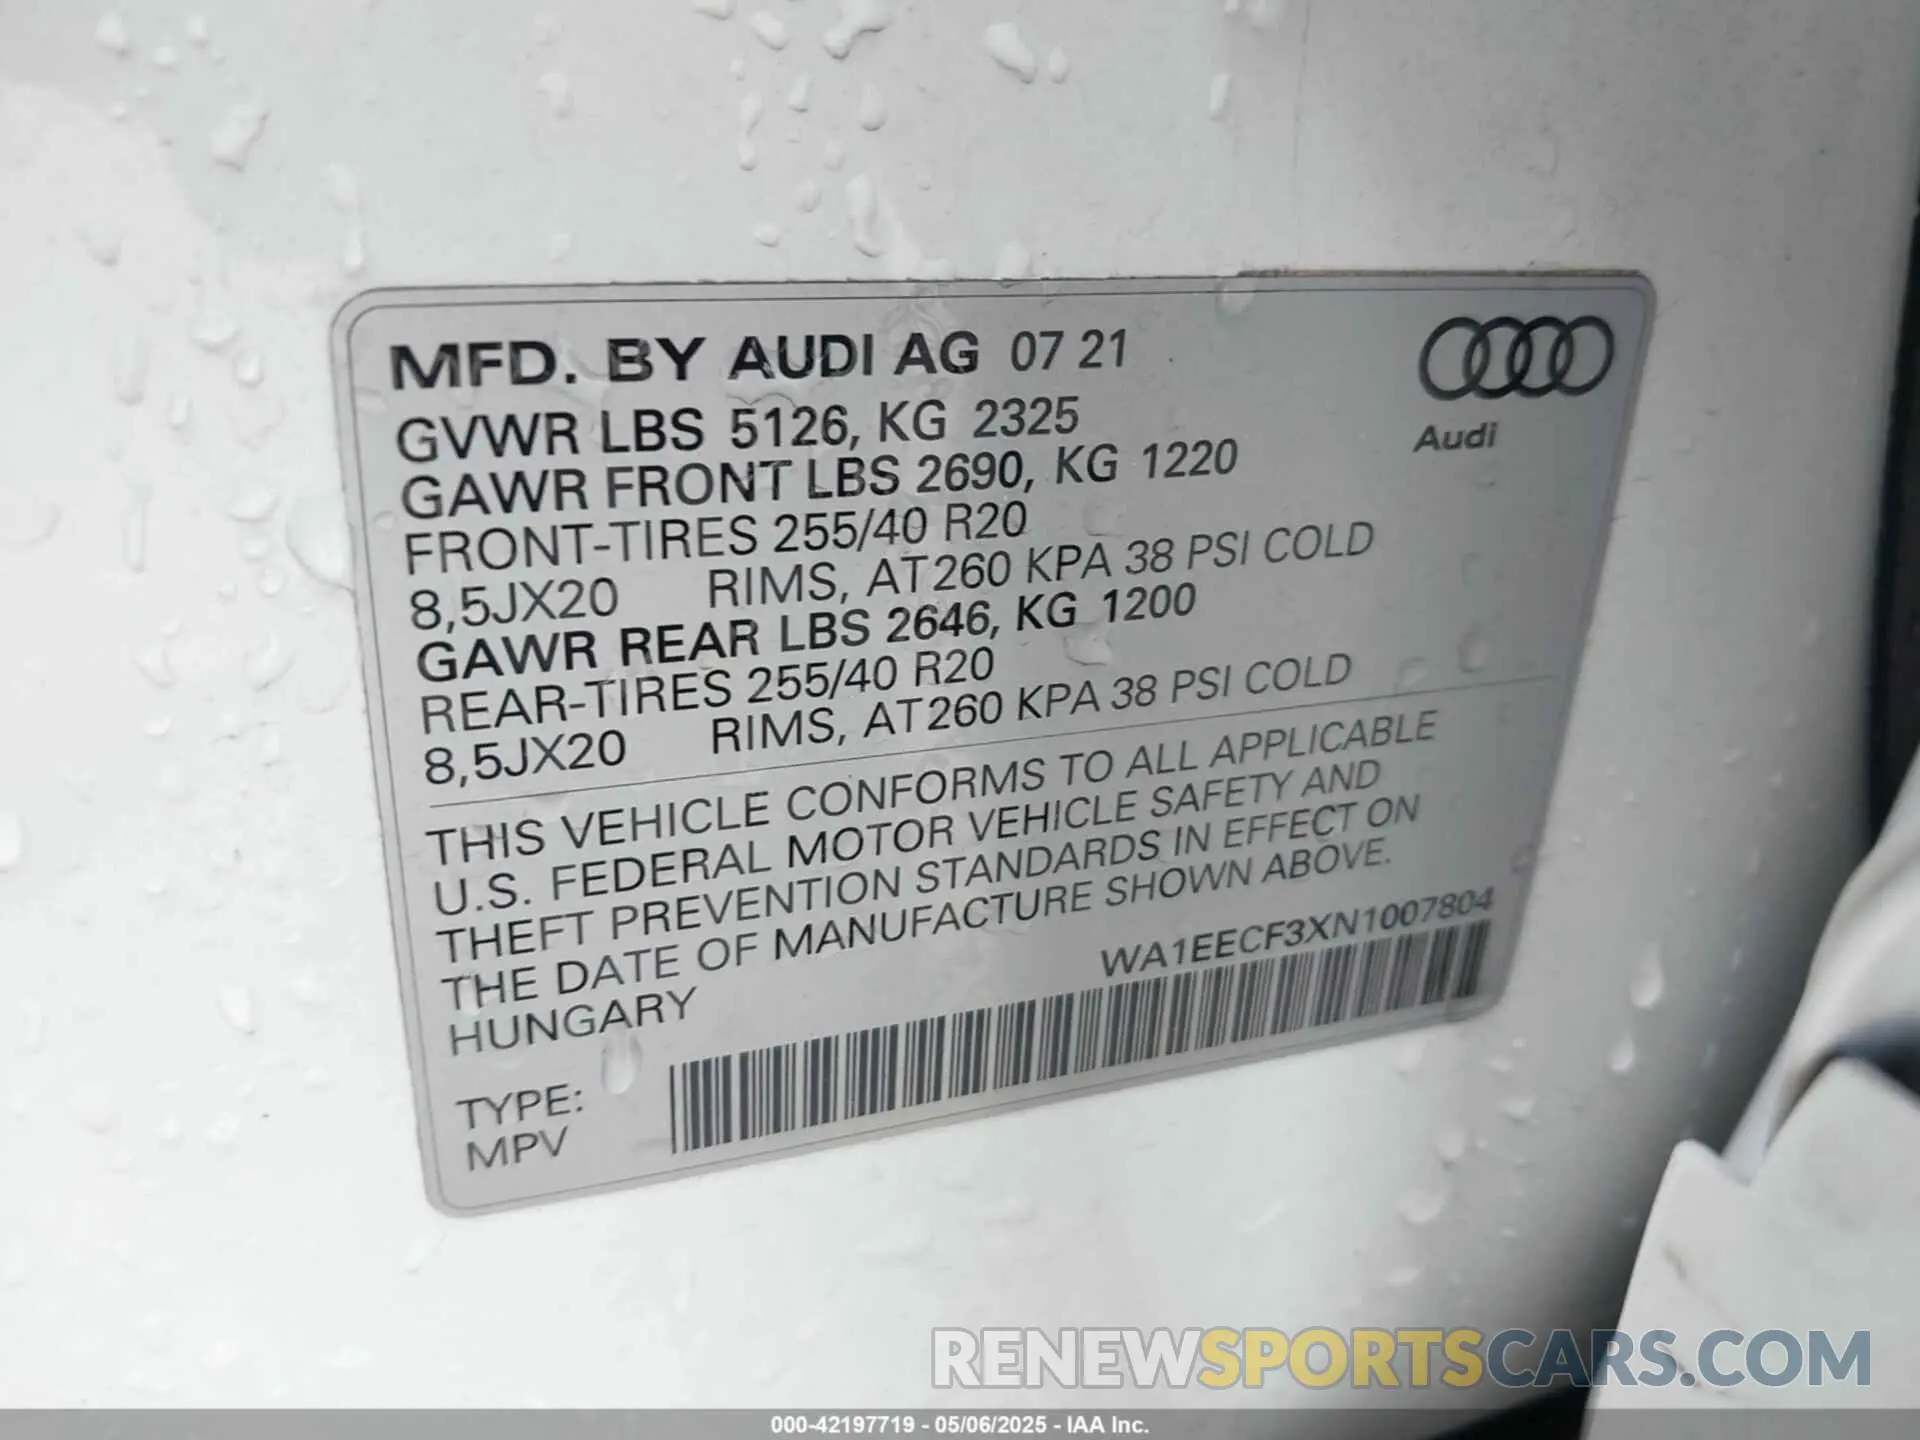 MFD. BY AUDI AG 07 21
GVWR LBS 5126, KG 2325
GAWR FRONT LBS 2690, KG 1220
FRONT-TIRES 255/40 R20
8,5JX20 RIMS, AT 260 KPA 38 PSI COLD
GAWR REAR LBS 2646, KG 1200
REAR-TIRES 255/40 R20
8,5JX20 RIMS, AT 260 KPA 38 PSI COLD
Audi
THIS VEHICLE CONFORMS TO ALL APPLICABLE
U.S. FEDERAL MOTOR VEHICLE SAFETY AND
THEFT PREVENTION STANDARDS IN EFFECT ON
THE DATE OF MANUFACTURE SHOWN ABOVE.
HUNGARY
WA1EECF3XN1007804
TYPE:
MPV
RENEWSPORTSCARS.COM
000-42197719 - 05/06/2025 - IAA Inc.